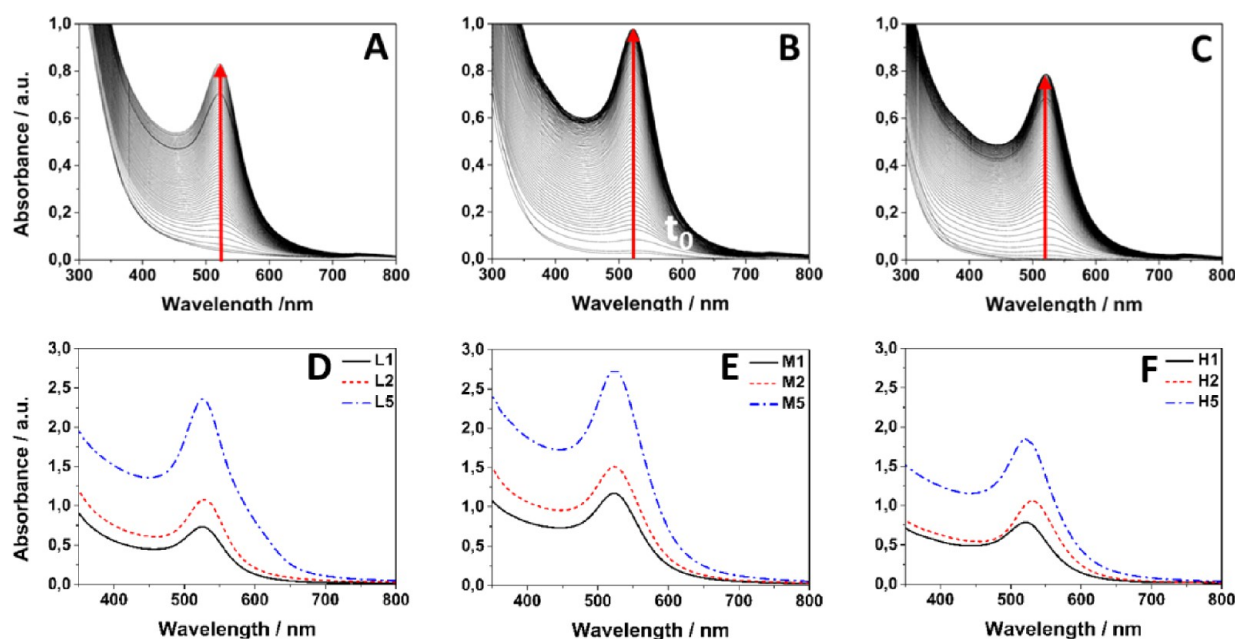 A
B
C
1,0
0,8
0,6
0,4
0,2
0,0
300 400 500 600 700 800
Absorbance / a.u.
Wavelength /nm
1,0
0,8
0,6
0,4
0,2
0,0
300 400 500 600 700 800
Wavelength / nm
t0
1,0
0,8
0,6
0,4
0,2
0,0
300 400 500 600 700 800
Wavelength / nm
D
L1
L2
L5
3,0
2,5
2,0
1,5
1,0
0,5
0,0
400 500 600 700 800
Absorbance / a.u.
Wavelength / nm
E
M1
M2
M5
3,0
2,5
2,0
1,5
1,0
0,5
0,0
400 500 600 700 800
Wavelength / nm
F
H1
H2
H5
3,0
2,5
2,0
1,5
1,0
0,5
0,0
400 500 600 700 800
Wavelength / nm